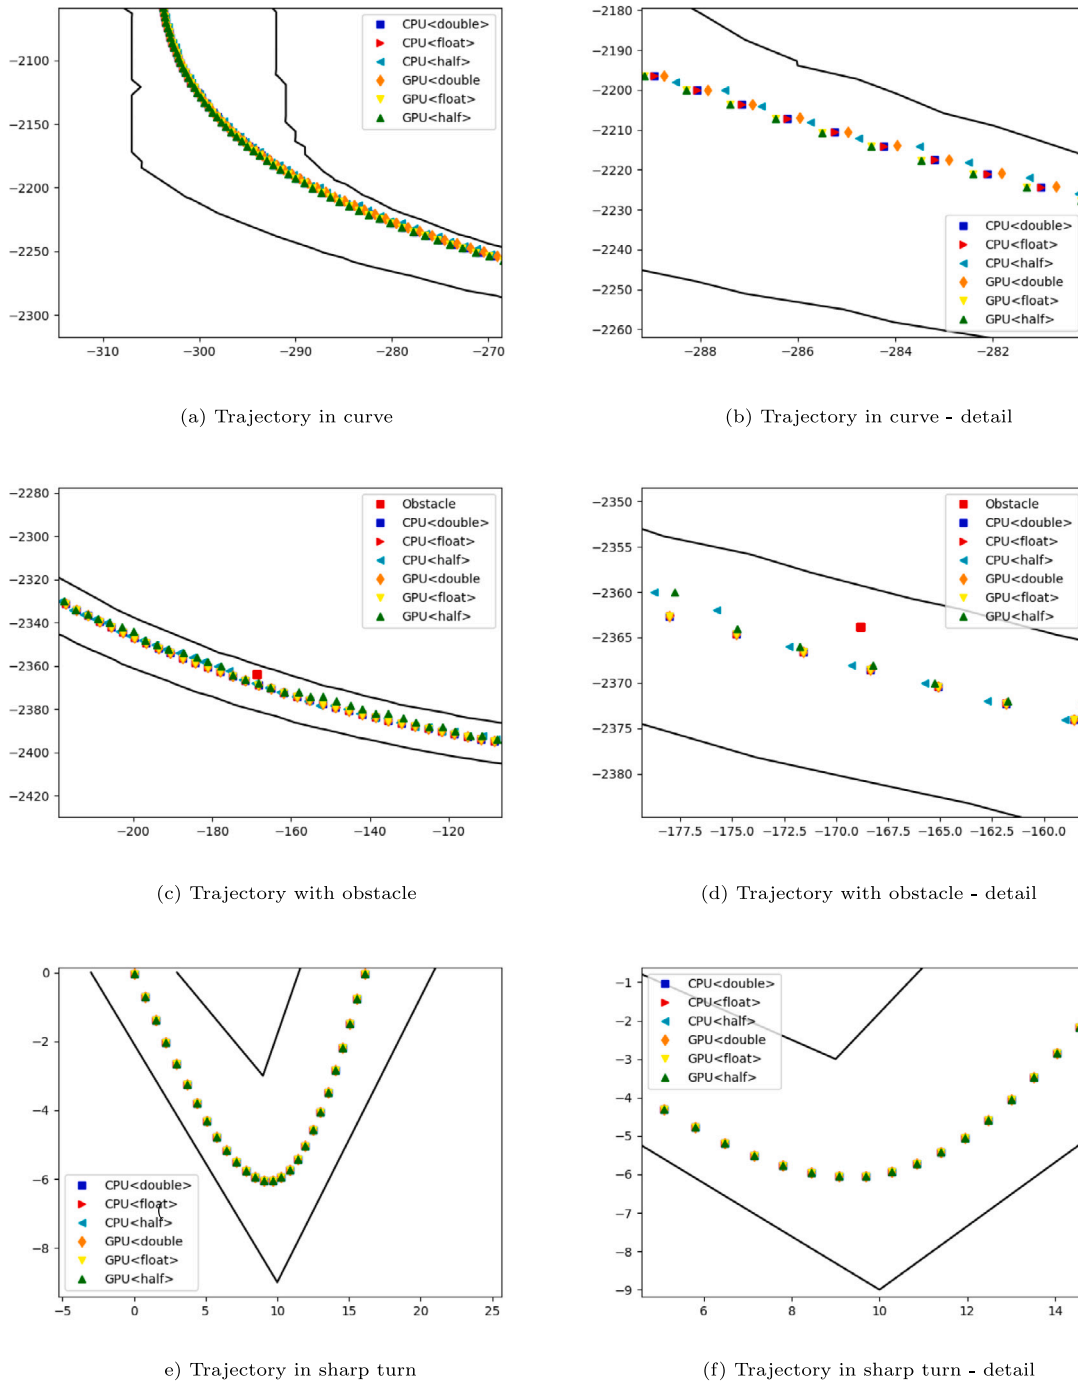 −2100
−2150
−2200
−2250
−2300
−310
−300
−290
−280
−270
CPU<double>
CPU<float>
CPU<half>
GPU<double
GPU<float>
GPU<half>
(a) Trajectory in curve
−2180
−2190
−2200
−2210
−2220
−2230
−2240
−2250
−2260
−288
−286
−284
−282
CPU<double>
CPU<float>
CPU<half>
GPU<double
GPU<float>
GPU<half>
(b) Trajectory in curve - detail
−2280
−2300
−2320
−2340
−2360
−2380
−2400
−2420
−200
−180
−160
−140
−120
Obstacle
CPU<double>
CPU<float>
CPU<half>
GPU<double
GPU<float>
GPU<half>
(c) Trajectory with obstacle
−2350
−2355
−2360
−2365
−2370
−2375
−2380
−177.5
−175.0
−172.5
−170.0
−167.5
−165.0
−162.5
−160.0
Obstacle
CPU<double>
CPU<float>
CPU<half>
GPU<double
GPU<float>
GPU<half>
(d) Trajectory with obstacle - detail
0
−2
−4
−6
−8
−5
0
5
10
15
20
25
CPU<double>
CPU<float>
CPU<half>
GPU<double
GPU<float>
GPU<half>
(
e) Trajectory in sharp turn
−1
−2
−3
−4
−5
−6
−7
−8
−9
6
8
10
12
14
CPU<double>
CPU<float>
CPU<half>
GPU<double
GPU<float>
GPU<half>
(f) Trajectory in sharp turn - detail